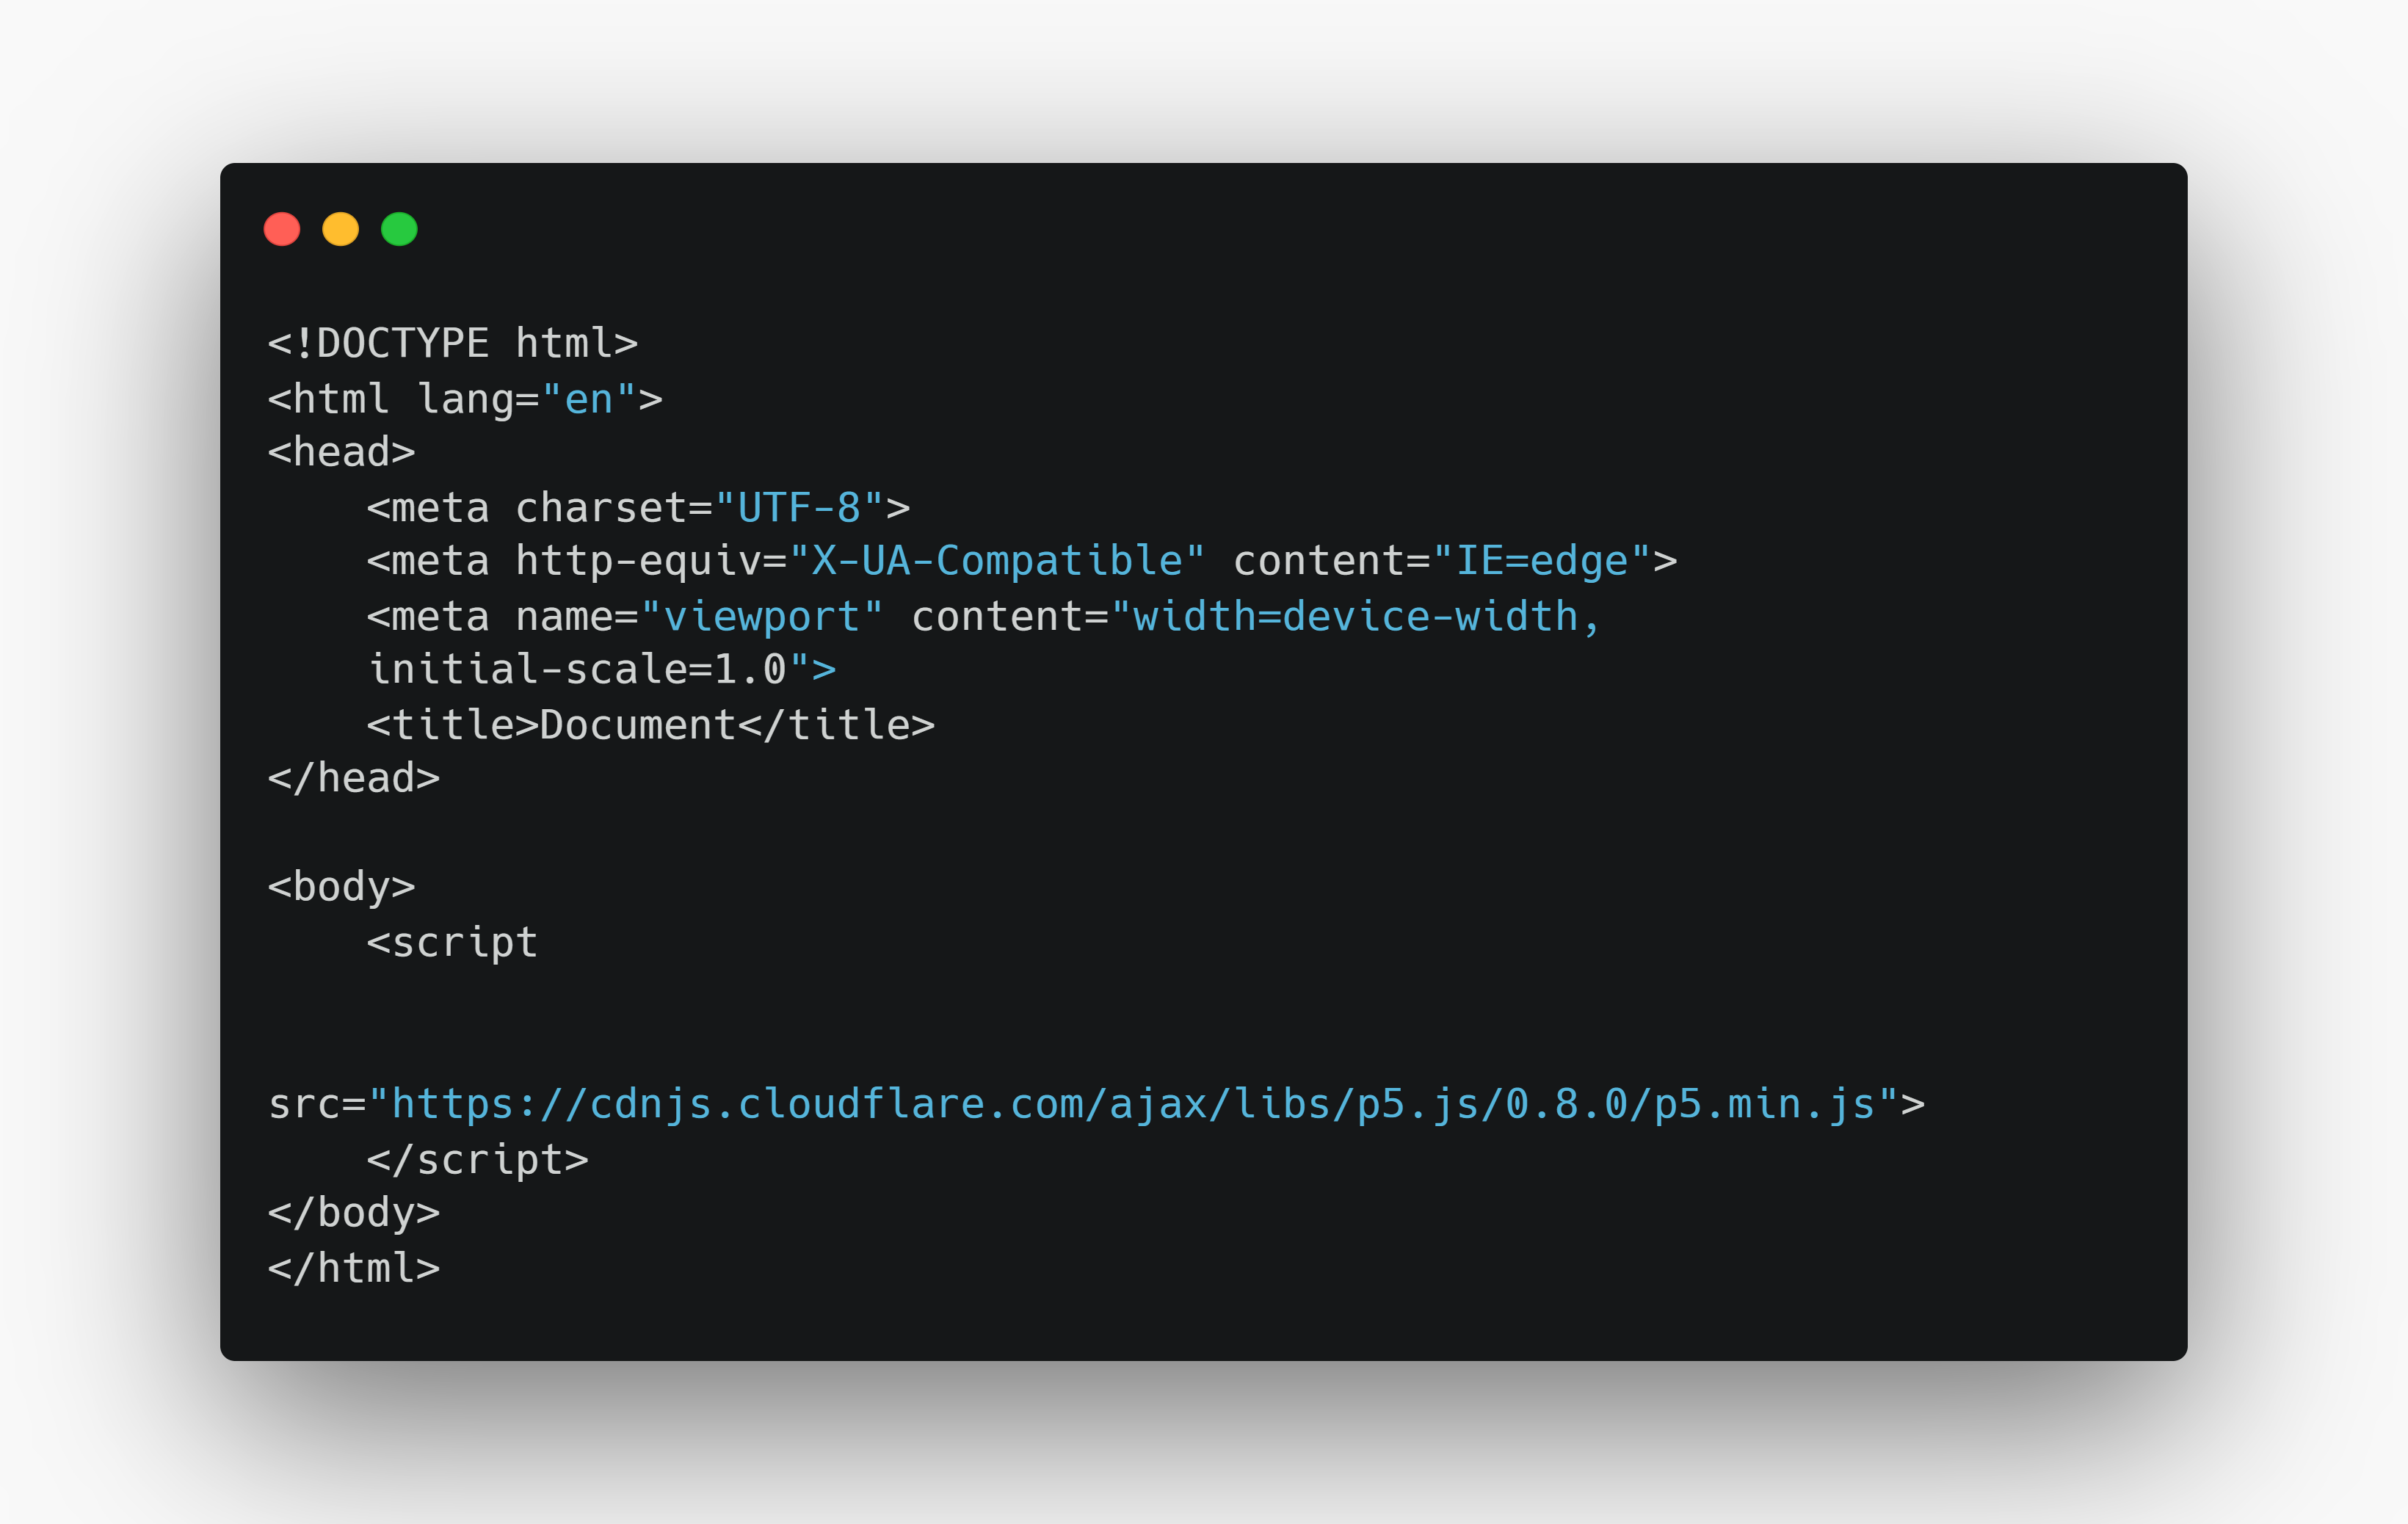 <!DOCTYPE html>
<html lang="en">
<head>
    <meta charset="UTF-8">
    <meta http-equiv="X-UA-Compatible" content="IE=edge">
    <meta name="viewport" content="width=device-width,
    initial-scale=1.0">
    <title>Document</title>
</head>

<body>
    <script


src="https://cdnjs.cloudflare.com/ajax/libs/p5.js/0.8.0/p5.min.js">
    </script>
</body>
</html>